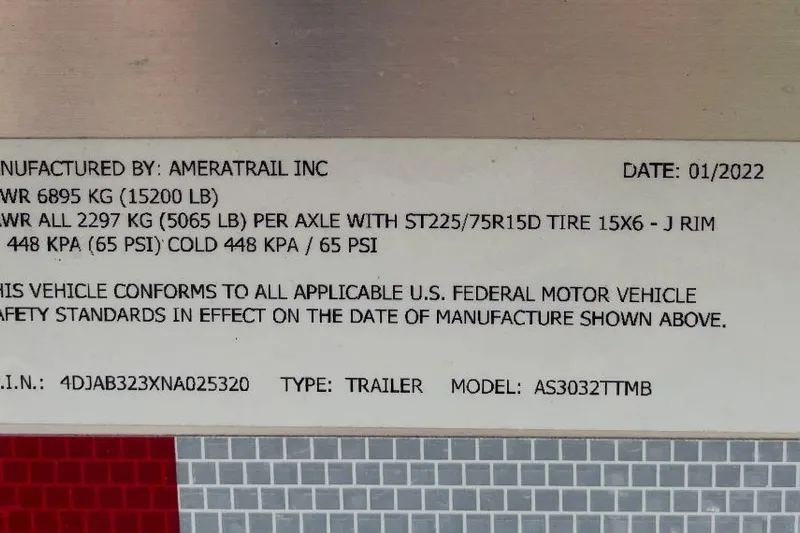 NUFACTURED BY: AMERATRAIL INC DATE: 01/2022
WR 6895 KG (15200 LB)
WR ALL 2297 KG (5065 LB) PER AXLE WITH ST225/75R15D TIRE 15X6 - J RIM
448 KPA (65 PSI) COLD 448 KPA / 65 PSI
HIS VEHICLE CONFORMS TO ALL APPLICABLE U.S. FEDERAL MOTOR VEHICLE
AFETY STANDARDS IN EFFECT ON THE DATE OF MANUFACTURE SHOWN ABOVE.
.I.N.: 4DJAB323XNA025320 TYPE: TRAILER MODEL: AS3032TTMB